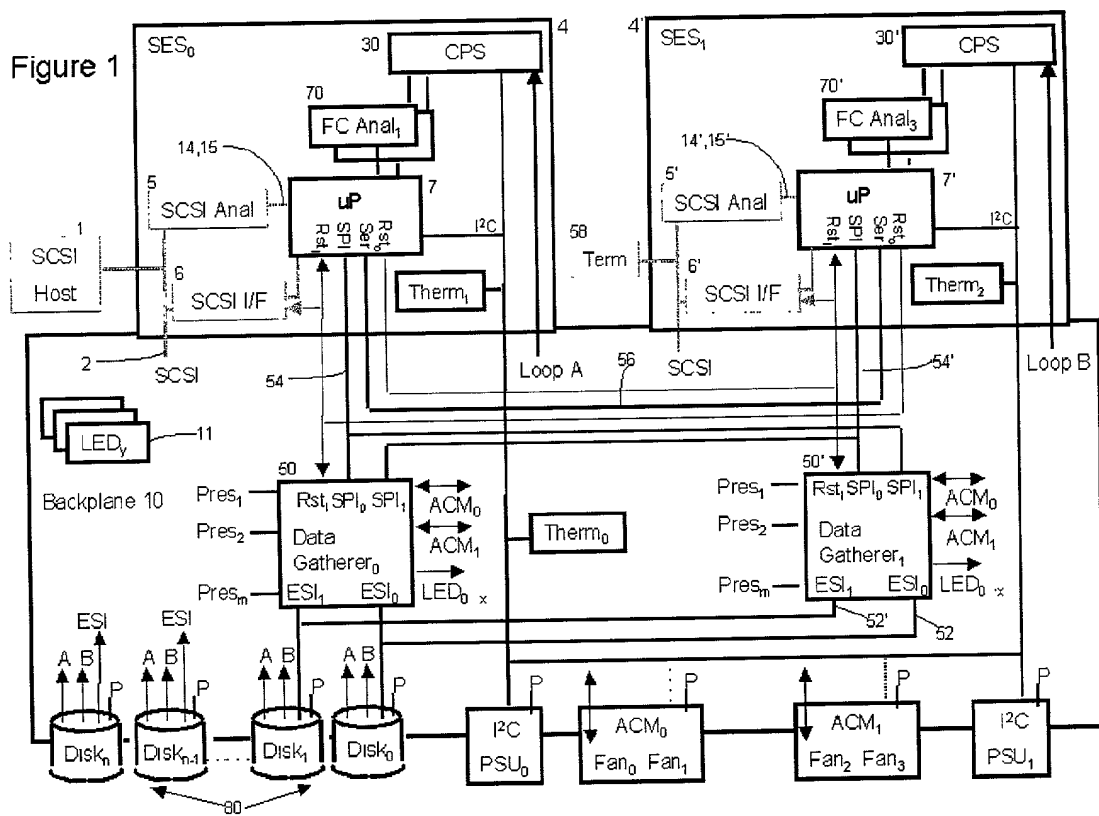 Figure 1
SES₀
30
CPS
4
4'
SES₁
30'
CPS
70
FC Anal₁
70'
FC Anal₃
14,15
14',15'
5
SCSI Anal
7
uP
Rstᵢ SPI Ser Rst₀
I²C
5'
SCSI Anal
7'
uP
Rstᵢ SPI Ser Rst₀
I²C
1
SCSI
Host
6
SCSI I/F
Therm₁
58
Term
6'
SCSI I/F
Therm₂
2
SCSI
54
Loop A
56
SCSI
54'
Loop B
LEDy
11
Backplane 10
50
Pres₁
Pres₂
Presₘ
Rstᵢ SPI₀ SPI₁
Data
Gatherer₀
ESI₁ ESI₀
ACM₀
ACM₁
LED₀ ₓ
Therm₀
50'
Pres₁
Pres₂
Presₘ
Rstᵢ SPI₀ SPI₁
Data
Gatherer₁
ESI₁ ESI₀
ACM₀
ACM₁
LED₀ ₓ
52'
52
A B ESI P
Diskₙ
A B ESI P
Diskₙ₋₁
A B P
Disk₁
A B P
Disk₀
80
P
I²C
PSU₀
P
ACM₀
Fan₀ Fan₁
P
ACM₁
Fan₂ Fan₃
P
I²C
PSU₁